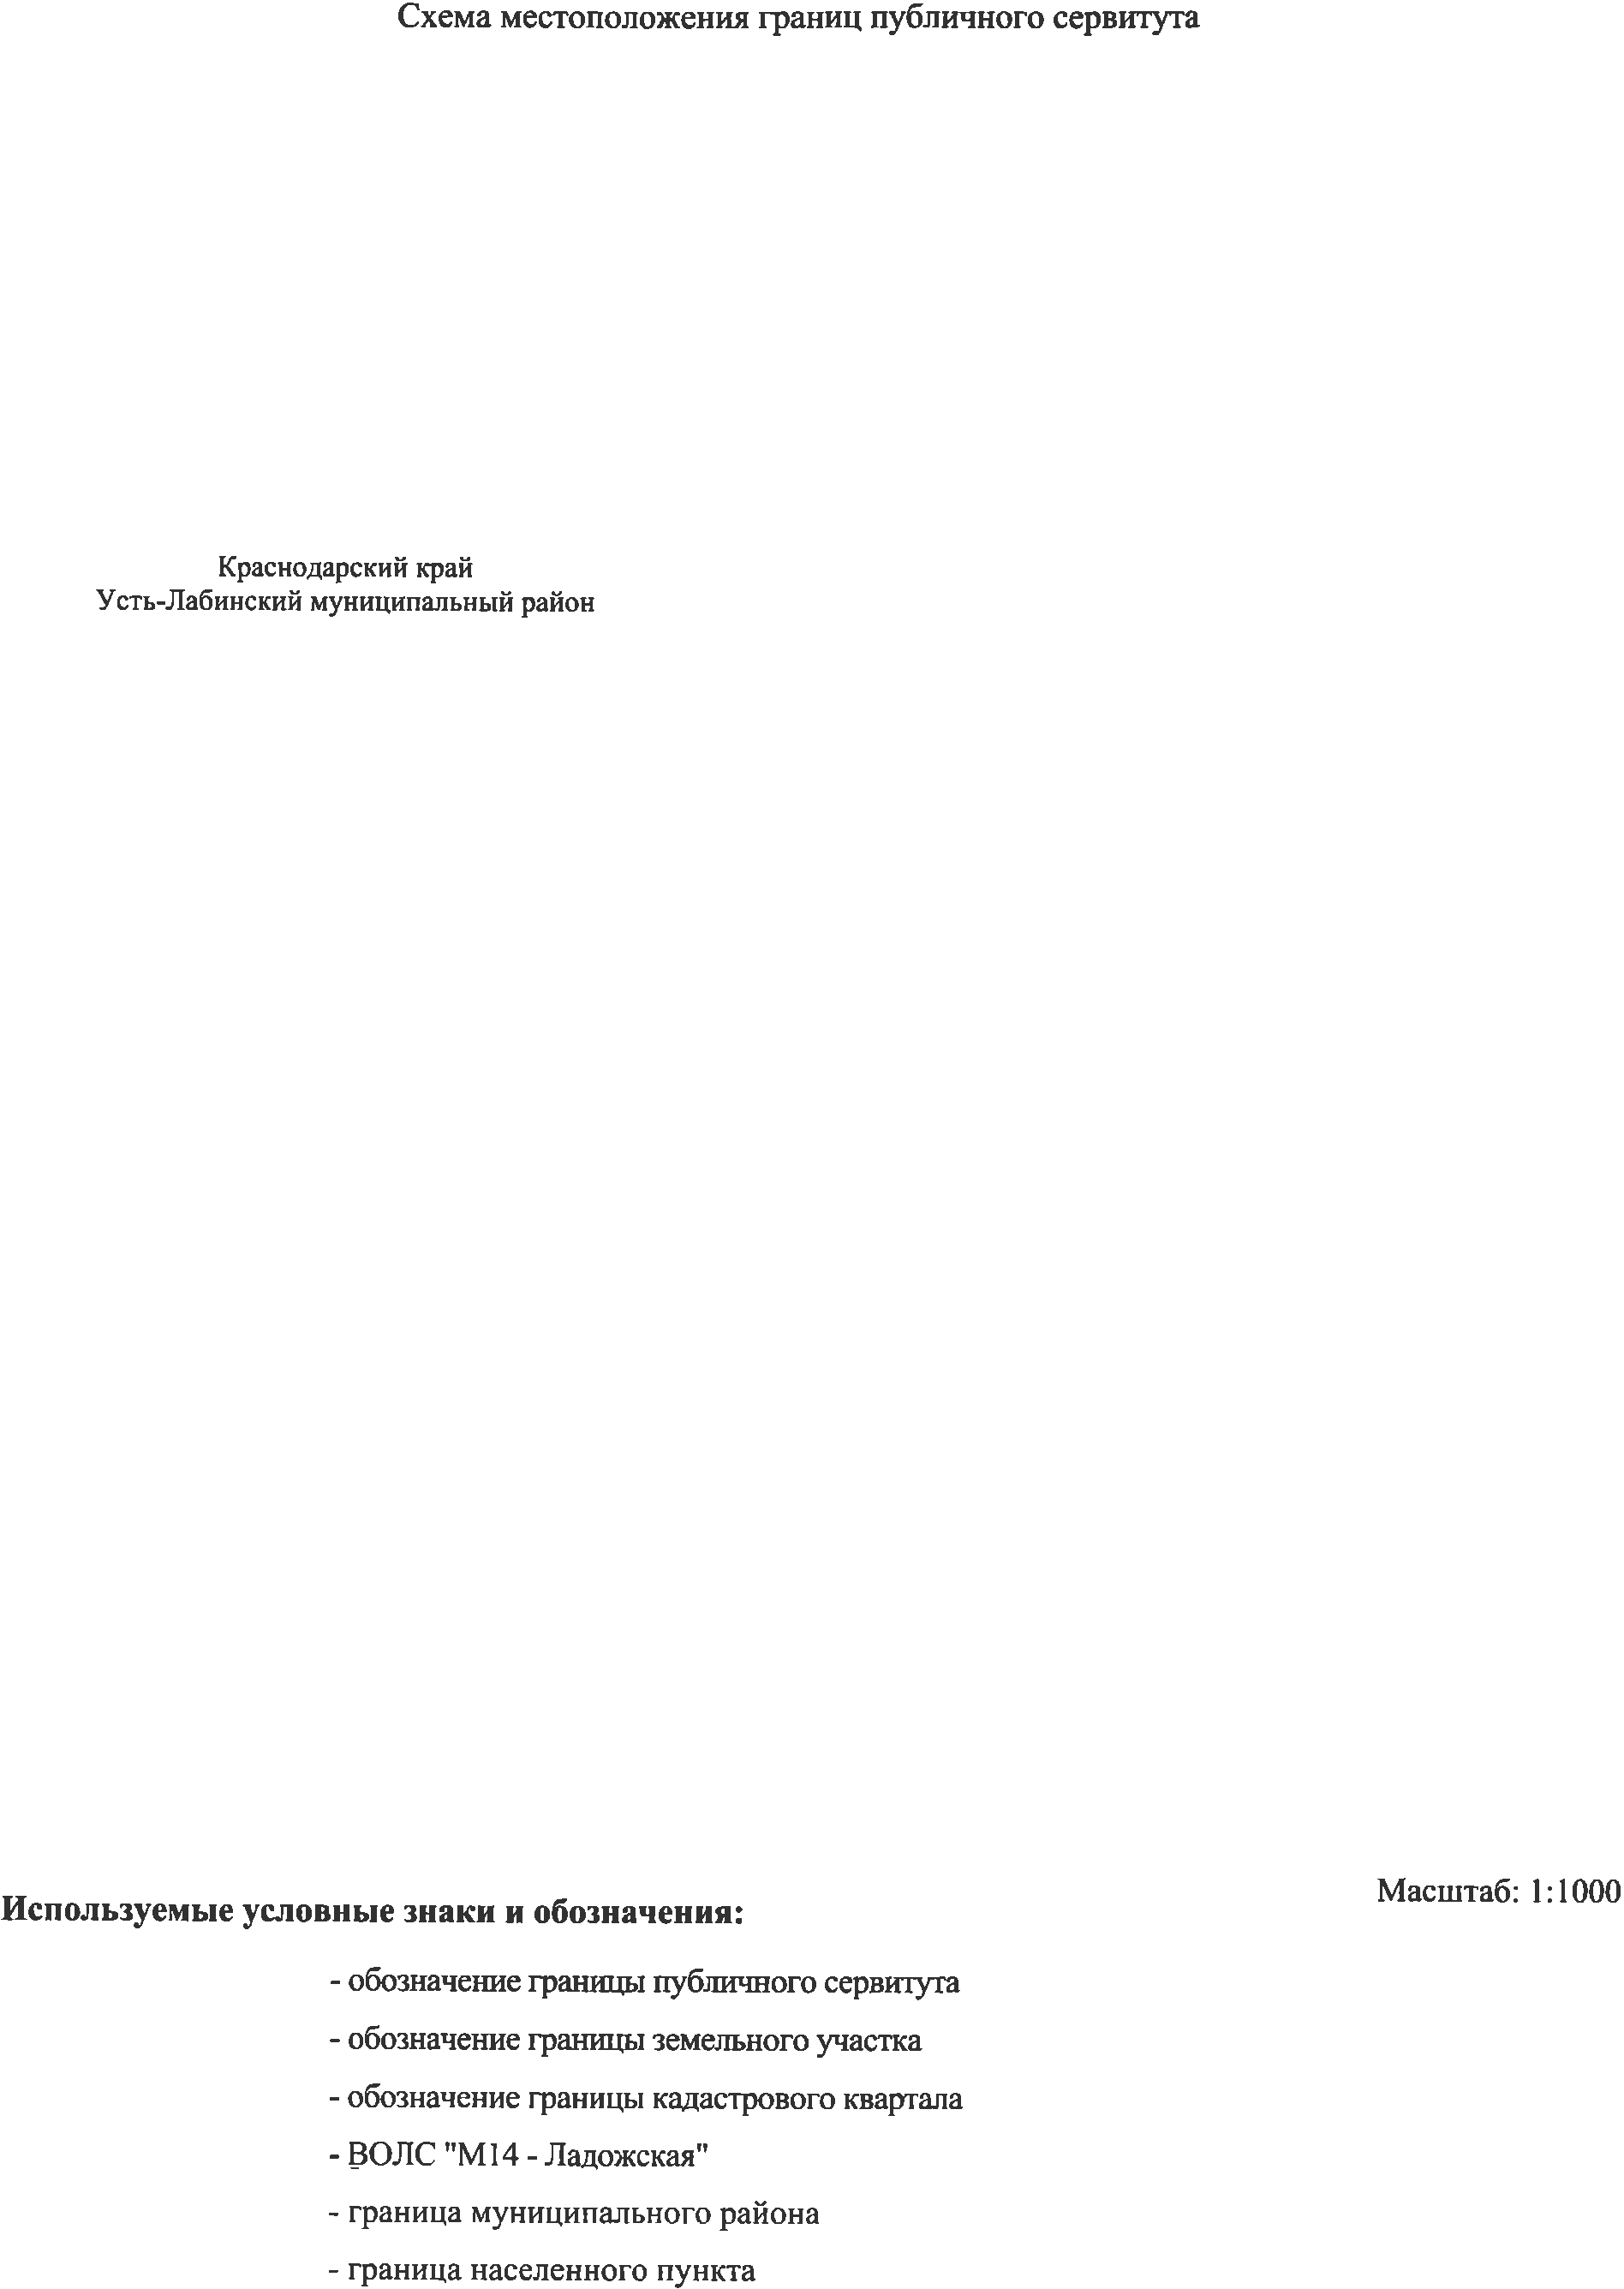 Схема местоположения границ публичного сервитута
Краснодарский край
Усть-Лабинский муниципальный район
Масштаб: 1:1000
Используемые условные знаки и обозначения:
- обозначение границы публичного сервитута
- обозначение границы земельного участка
- обозначение границы кадастрового квартала
- ВОЛС "М14 - Ладожская"
- граница муниципального района
- граница населенного пункта